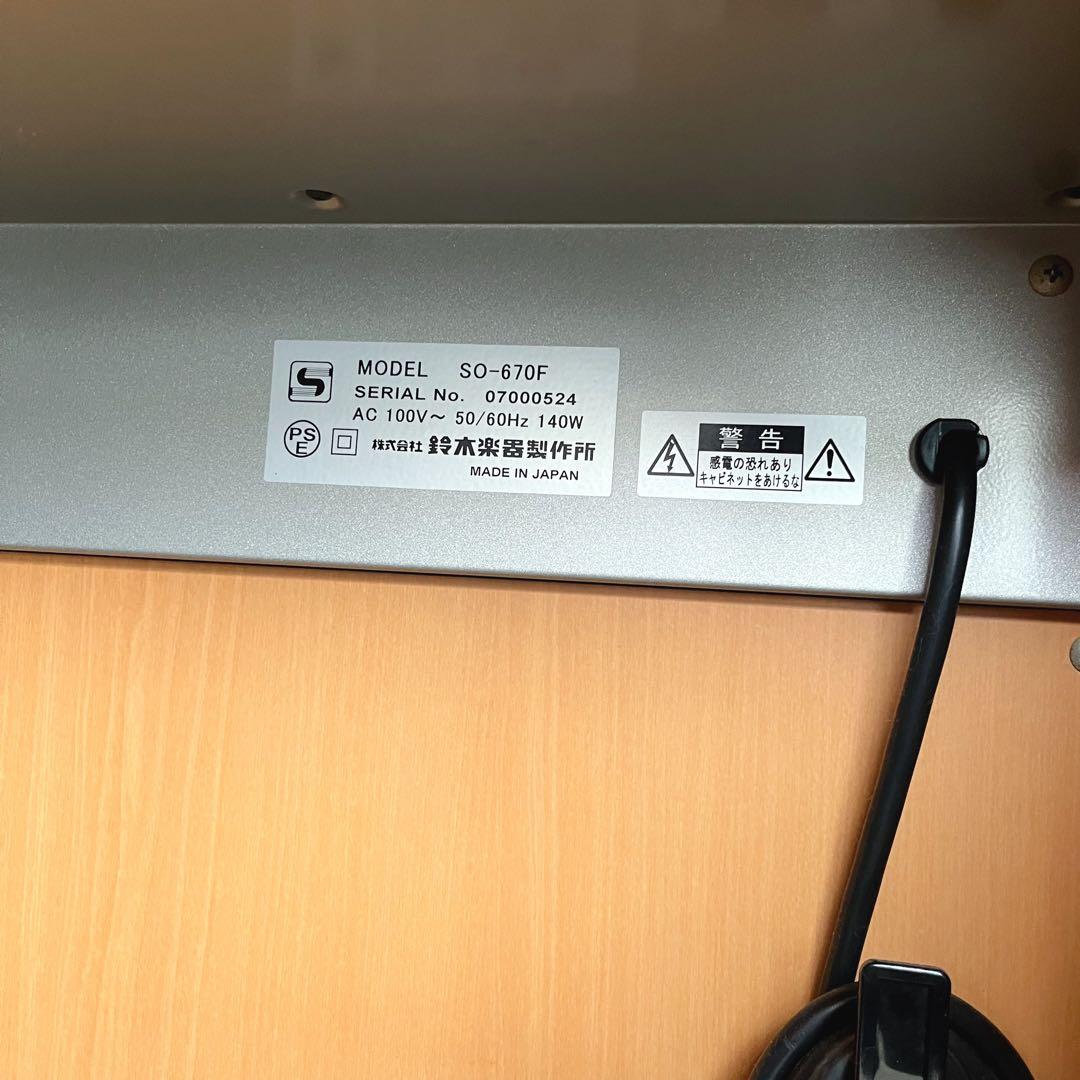 MODEL SO-670F
SERIAL No. 07000524
AC 100V～ 50/60Hz 140W
PS
E
株式会社 鈴木楽器製作所
MADE IN JAPAN
警告
感電の恐れあり
キャビネットをあけるな